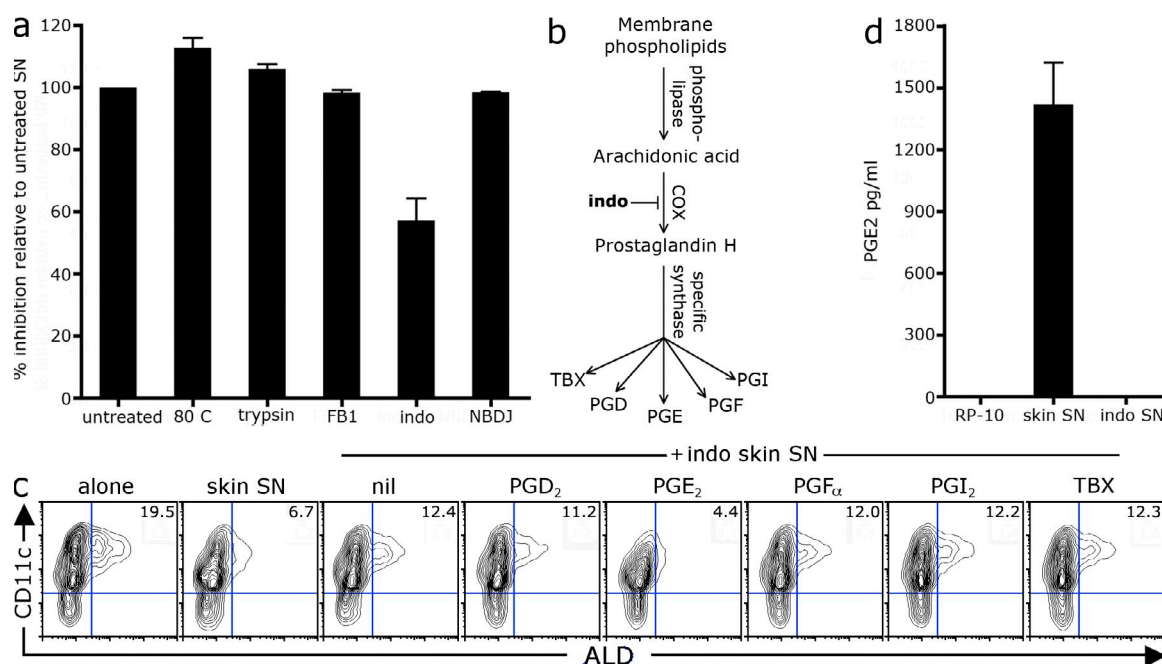 a
% inhibition relative to untreated SN
120
100
80
60
40
20
0
untreated
80 C
trypsin
FB1
indo
NBDJ
b
Membrane
phospholipids
phospho-
lipase
Arachidonic acid
indo
COX
Prostaglandin H
specific
synthase
TBX
PGD
PGE
PGF
PGI
d
PGE2 pg/ml
1800
1500
1200
900
600
300
0
RP-10
skin SN
indo SN
+indo skin SN
c
alone
skin SN
nil
PGD2
PGE2
PGFα
PGI2
TBX
19.5
6.7
12.4
11.2
4.4
12.0
12.2
12.3
CD11c
ALD